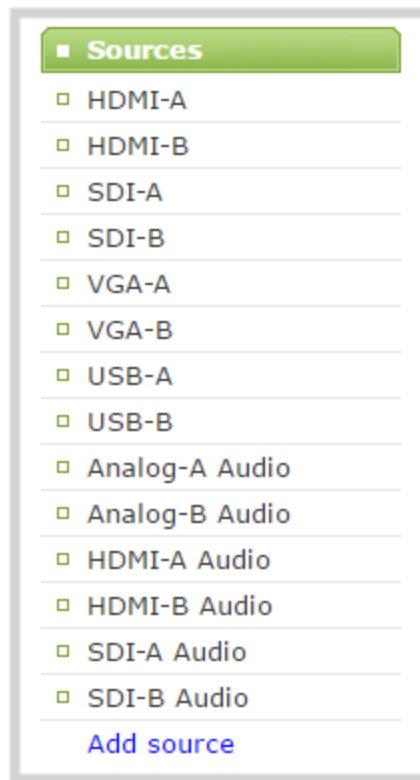 Sources
HDMI-A
HDMI-B
SDI-A
SDI-B
VGA-A
VGA-B
USB-A
USB-B
Analog-A Audio
Analog-B Audio
HDMI-A Audio
HDMI-B Audio
SDI-A Audio
SDI-B Audio
Add source